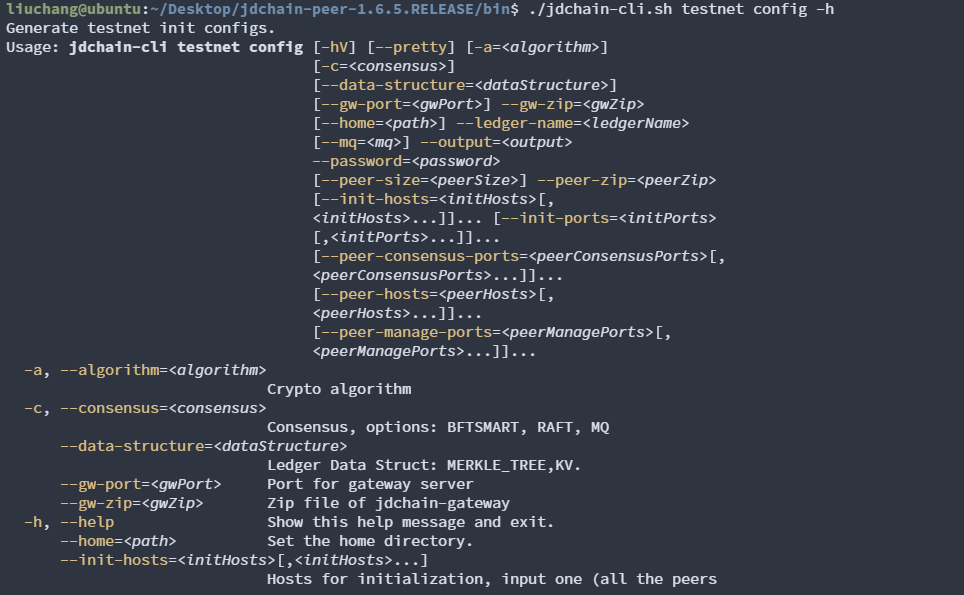 liuchang@ubuntu:~/Desktop/jdchain-peer-1.6.5.RELEASE/bin$ ./jdchain-cli.sh testnet config -h
Generate testnet init configs.
Usage: jdchain-cli testnet config [-hV] [--pretty] [-a=<algorithm>]
[-c=<consensus>]
[--data-structure=<dataStructure>]
[--gw-port=<gwPort>] --gw-zip=<gwZip>
[--home=<path>] --ledger-name=<ledgerName>
[--mq=<mq>] --output=<output>
--password=<password>
[--peer-size=<peerSize>] --peer-zip=<peerZip>
[--init-hosts=<initHosts>[,
<initHosts>...]]... [--init-ports=<initPorts>
[,<initPorts>...]]...
[--peer-consensus-ports=<peerConsensusPorts>[,
<peerConsensusPorts>...]]...
[--peer-hosts=<peerHosts>[,
<peerHosts>...]]...
[--peer-manage-ports=<peerManagePorts>[,
<peerManagePorts>...]]...
-a, --algorithm=<algorithm>
Crypto algorithm
-c, --consensus=<consensus>
Consensus, options: BFTSMART, RAFT, MQ
--data-structure=<dataStructure>
Ledger Data Struct: MERKLE_TREE,KV.
--gw-port=<gwPort> Port for gateway server
--gw-zip=<gwZip> Zip file of jdchain-gateway
-h, --help Show this help message and exit.
--home=<path> Set the home directory.
--init-hosts=<initHosts>[,<initHosts>...]
Hosts for initialization, input one (all the peers